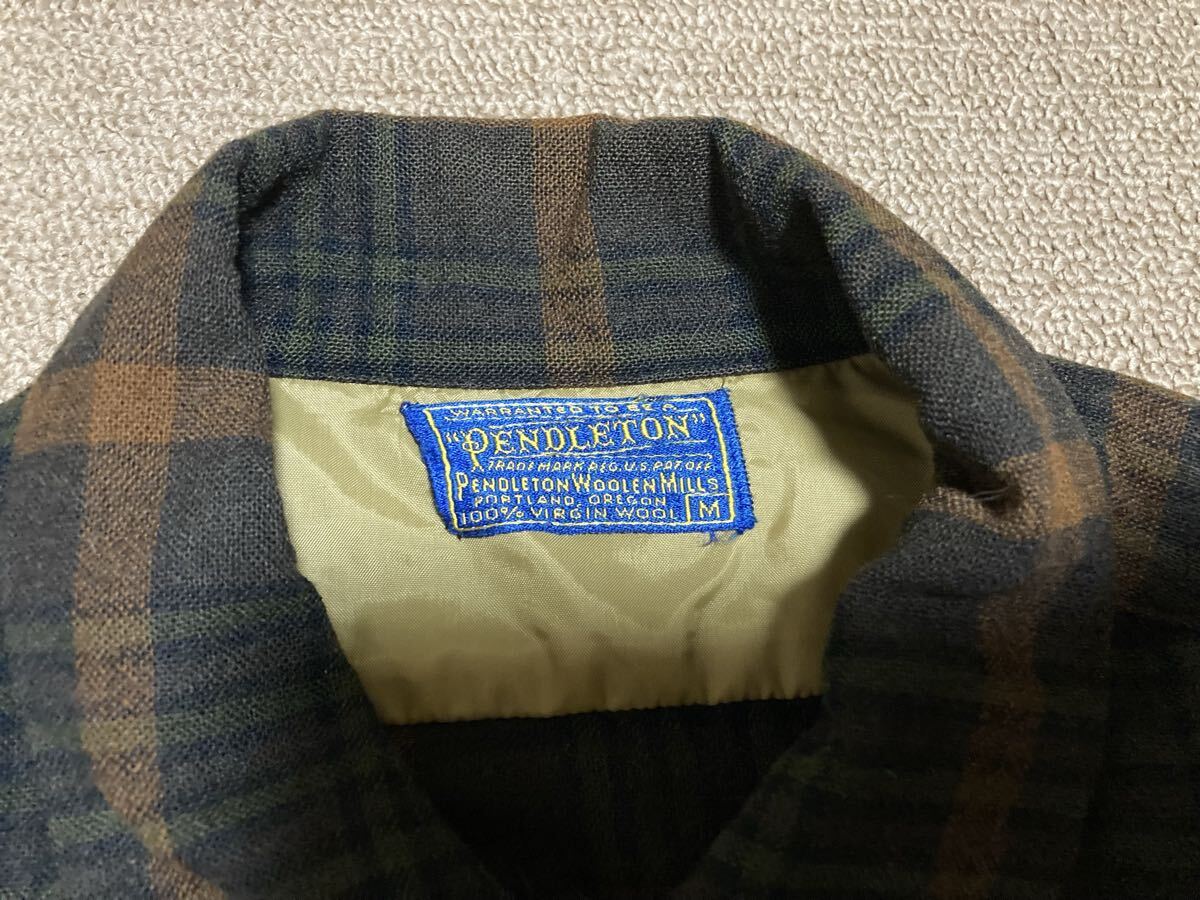 WARRANTED TO BE A
"PENDLETON"
TRADE MARK REG. U.S. PAT. OFF.
PENDLETON WOOLEN MILLS
PORTLAND, OREGON
100% VIRGIN WOOL M